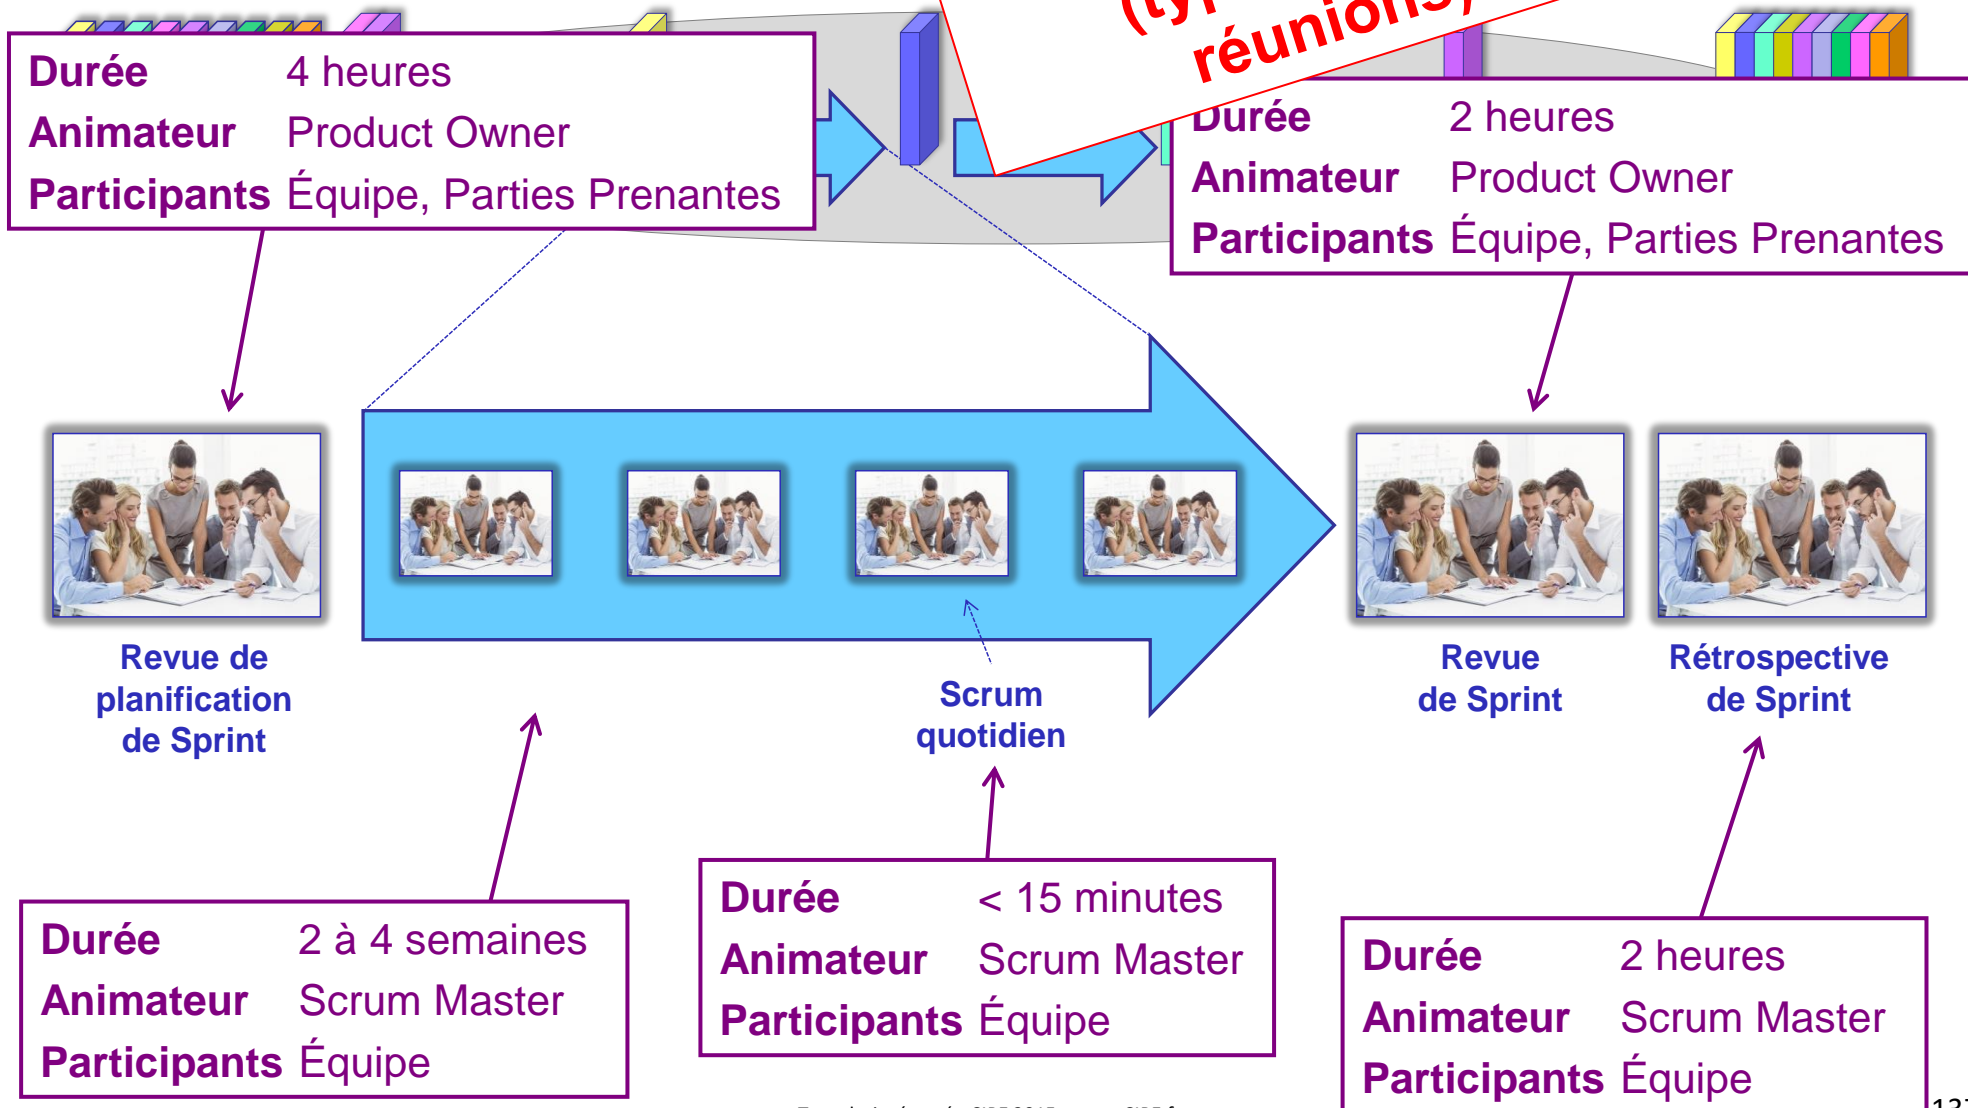 réunions)
Durée 4 heures
Animateur Product Owner
Participants Équipe, Parties Prenantes
Durée 2 heures
Animateur Product Owner
Participants Équipe, Parties Prenantes
Revue de
planification
de Sprint
Scrum
quotidien
Revue
de Sprint
Rétrospective
de Sprint
Durée 2 à 4 semaines
Animateur Scrum Master
Participants Équipe
Durée < 15 minutes
Animateur Scrum Master
Participants Équipe
Durée 2 heures
Animateur Scrum Master
Participants Équipe